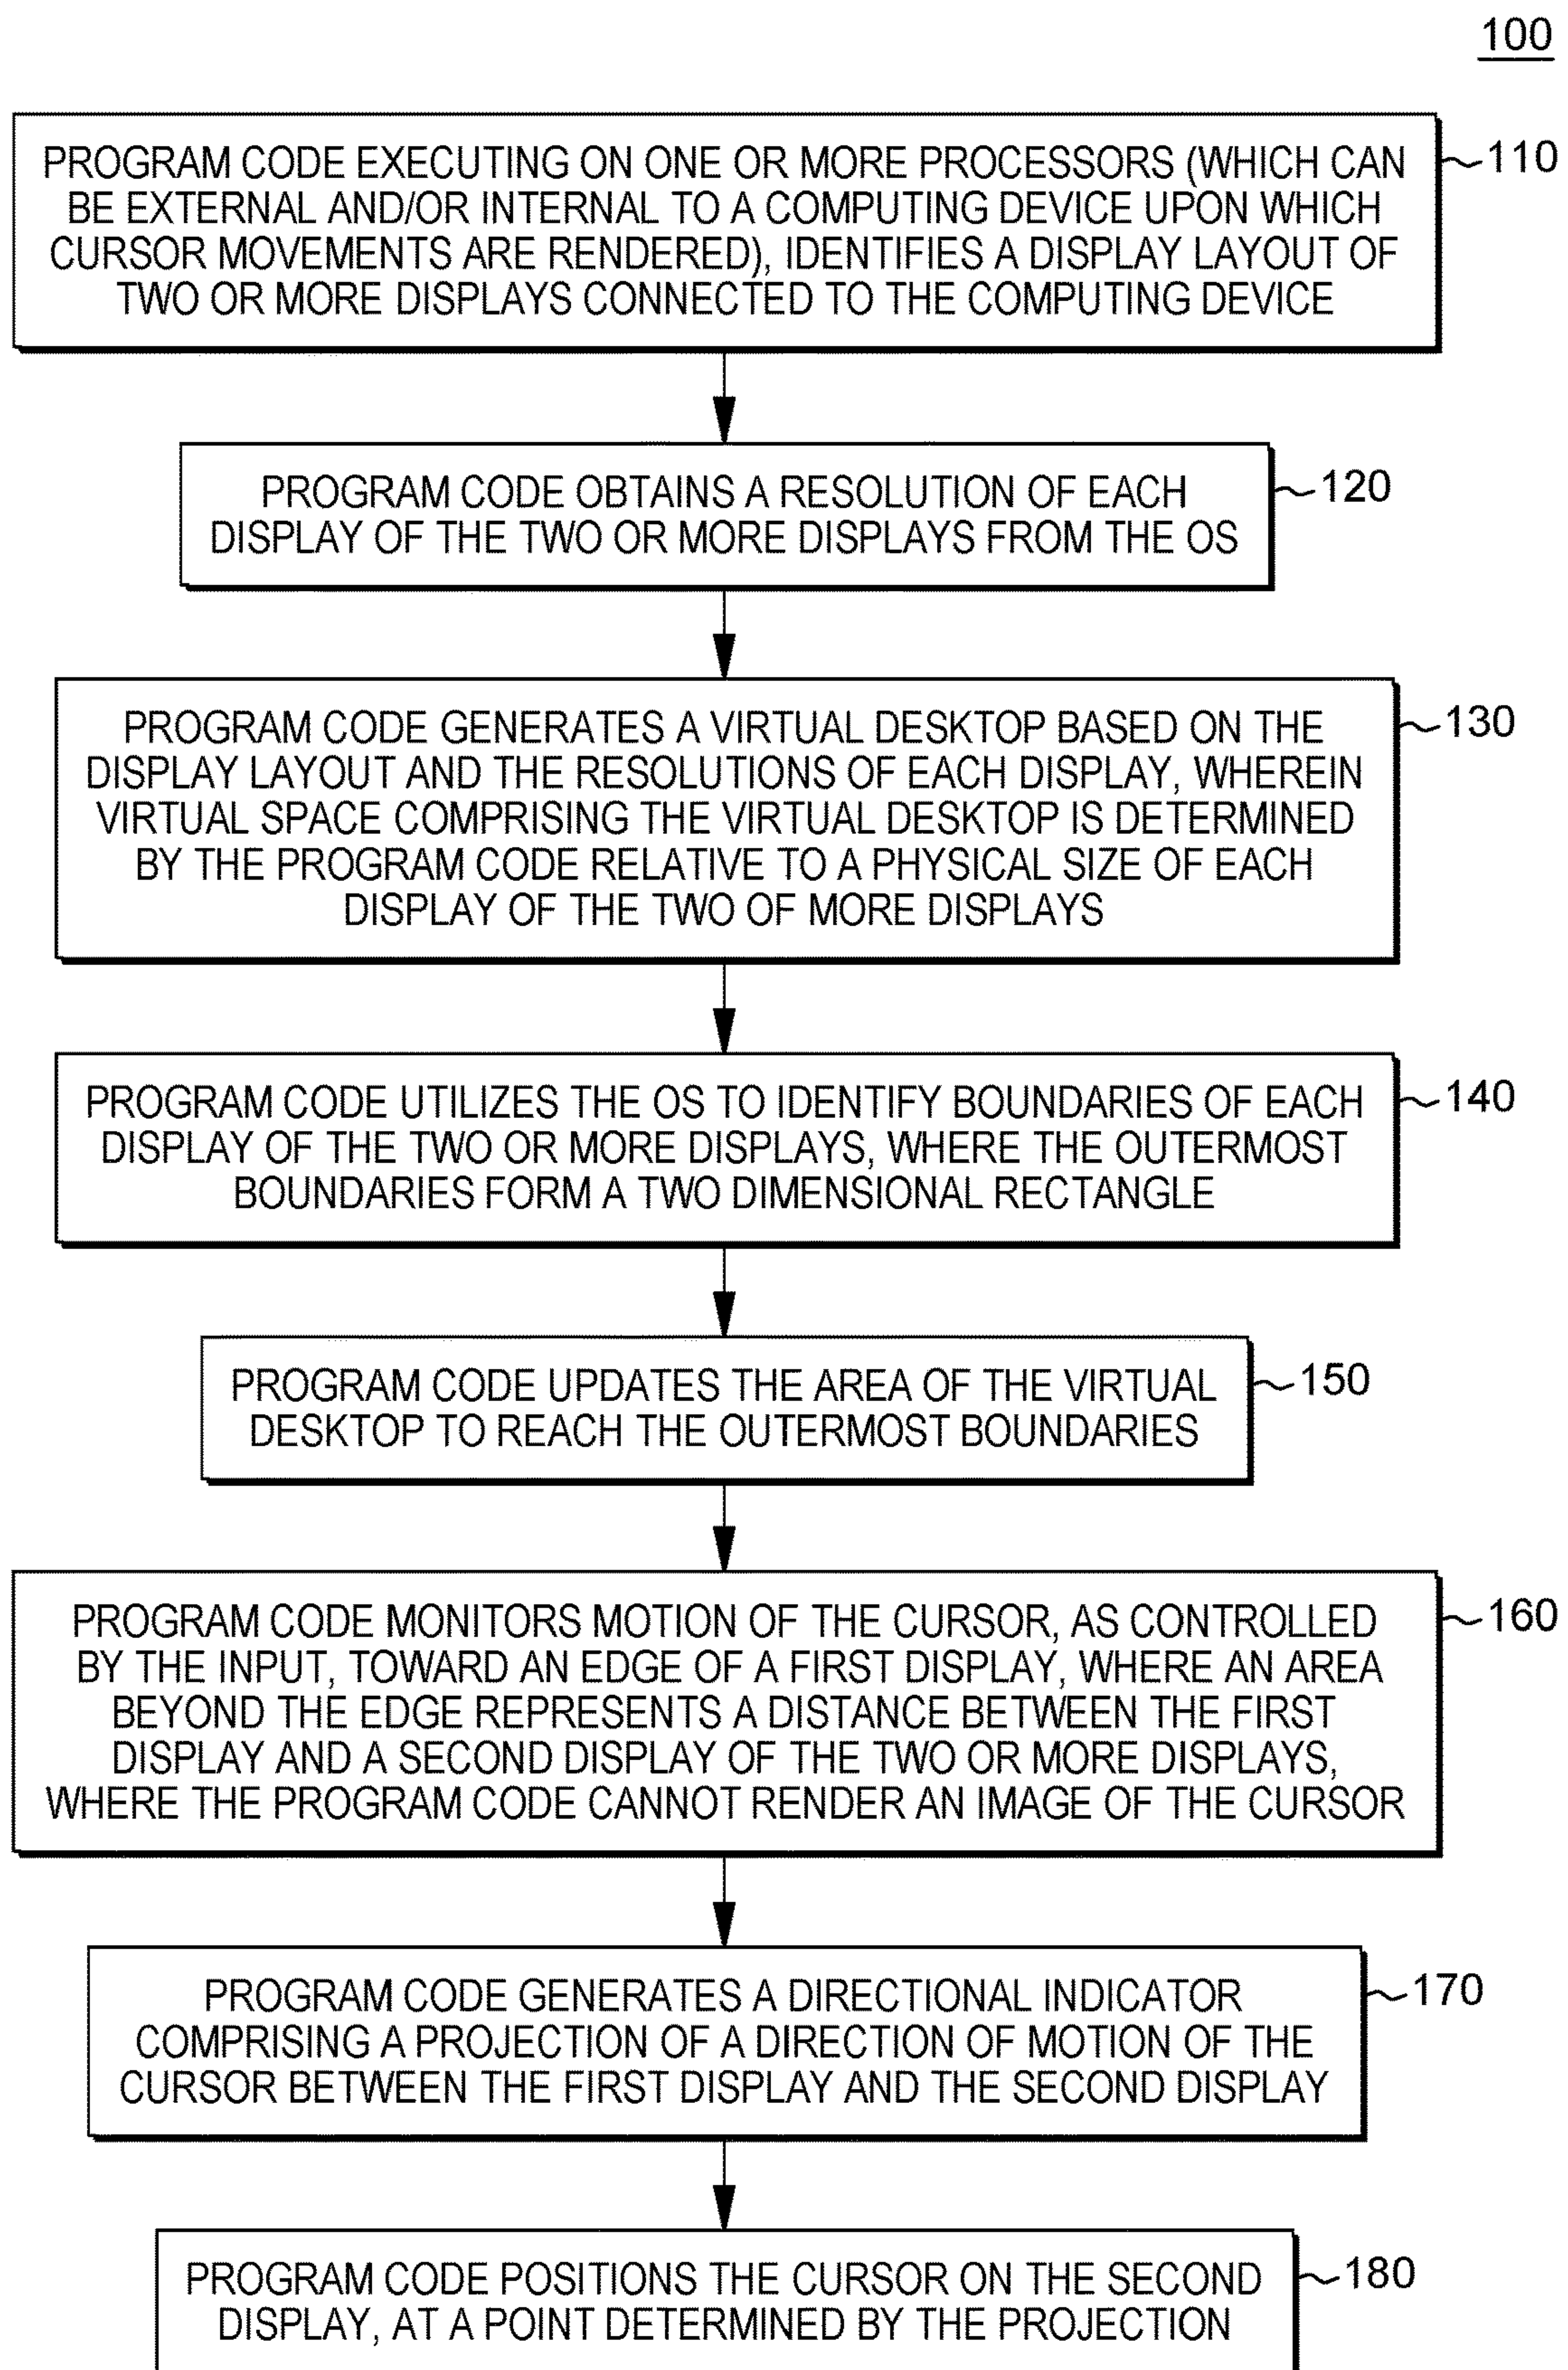 100
PROGRAM CODE EXECUTING ON ONE OR MORE PROCESSORS (WHICH CAN
BE EXTERNAL AND/OR INTERNAL TO A COMPUTING DEVICE UPON WHICH
CURSOR MOVEMENTS ARE RENDERED), IDENTIFIES A DISPLAY LAYOUT OF
TWO OR MORE DISPLAYS CONNECTED TO THE COMPUTING DEVICE
110
PROGRAM CODE OBTAINS A RESOLUTION OF EACH
DISPLAY OF THE TWO OR MORE DISPLAYS FROM THE OS
120
PROGRAM CODE GENERATES A VIRTUAL DESKTOP BASED ON THE
DISPLAY LAYOUT AND THE RESOLUTIONS OF EACH DISPLAY, WHEREIN
VIRTUAL SPACE COMPRISING THE VIRTUAL DESKTOP IS DETERMINED
BY THE PROGRAM CODE RELATIVE TO A PHYSICAL SIZE OF EACH
DISPLAY OF THE TWO OF MORE DISPLAYS
130
PROGRAM CODE UTILIZES THE OS TO IDENTIFY BOUNDARIES OF EACH
DISPLAY OF THE TWO OR MORE DISPLAYS, WHERE THE OUTERMOST
BOUNDARIES FORM A TWO DIMENSIONAL RECTANGLE
140
PROGRAM CODE UPDATES THE AREA OF THE VIRTUAL
DESKTOP TO REACH THE OUTERMOST BOUNDARIES
150
PROGRAM CODE MONITORS MOTION OF THE CURSOR, AS CONTROLLED
BY THE INPUT, TOWARD AN EDGE OF A FIRST DISPLAY, WHERE AN AREA
BEYOND THE EDGE REPRESENTS A DISTANCE BETWEEN THE FIRST
DISPLAY AND A SECOND DISPLAY OF THE TWO OR MORE DISPLAYS,
WHERE THE PROGRAM CODE CANNOT RENDER AN IMAGE OF THE CURSOR
160
PROGRAM CODE GENERATES A DIRECTIONAL INDICATOR
COMPRISING A PROJECTION OF A DIRECTION OF MOTION OF THE
CURSOR BETWEEN THE FIRST DISPLAY AND THE SECOND DISPLAY
170
PROGRAM CODE POSITIONS THE CURSOR ON THE SECOND
DISPLAY, AT A POINT DETERMINED BY THE PROJECTION
180